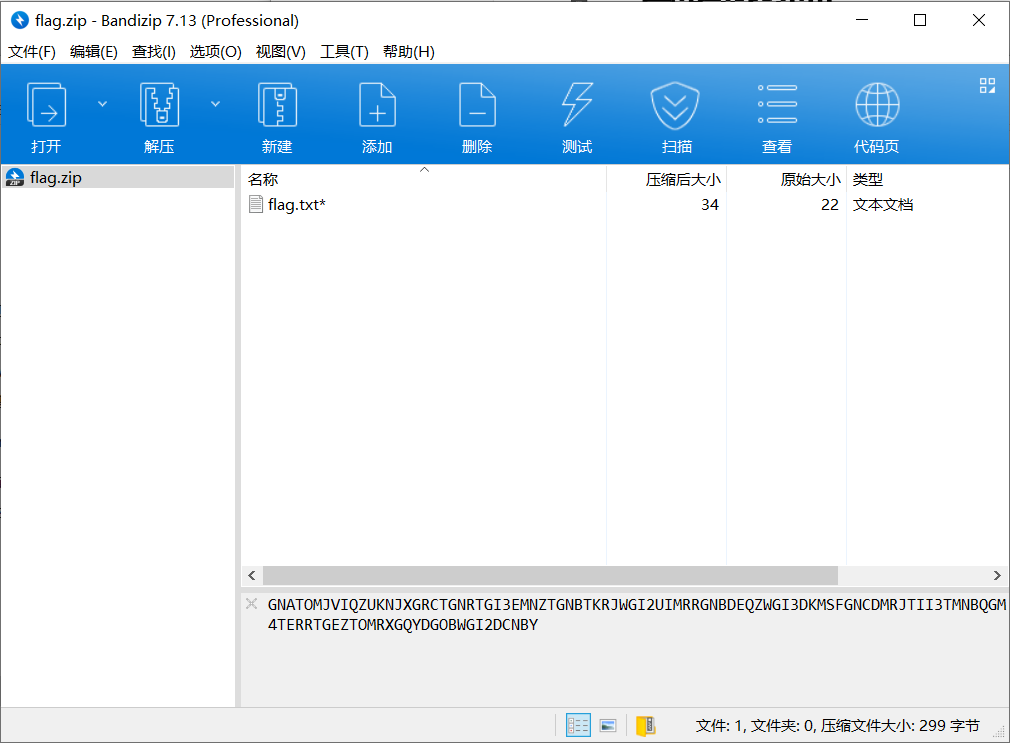 flag.zip - Bandizip 7.13 (Professional)
文件(F) 编辑(E) 查找(I) 选项(O) 视图(V) 工具(T) 帮助(H)
打开 解压 新建 添加 删除 测试 扫描 查看 代码页
flag.zip
名称 压缩后大小 原始大小 类型
flag.txt* 34 22 文本文档
GNATOMJVIQZUKNJXGRCTGNRTGI3EMNZTGNBTKRJWGI2UIMRRGNBDEQZWGI3DKMSFGNCDMRJTII3TMNBQGM
4TERRTGEZTOMRXGQYDGOBWGI2DCNBY
文件: 1, 文件夹: 0, 压缩文件大小: 299 字节